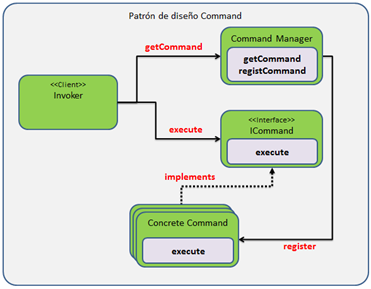 Patrón de diseño Command
Command Manager
getCommand
registCommand
getCommand
<<Client>>
Invoker
execute
<<Interface>>
ICommand
execute
implements
Concrete Command
execute
register